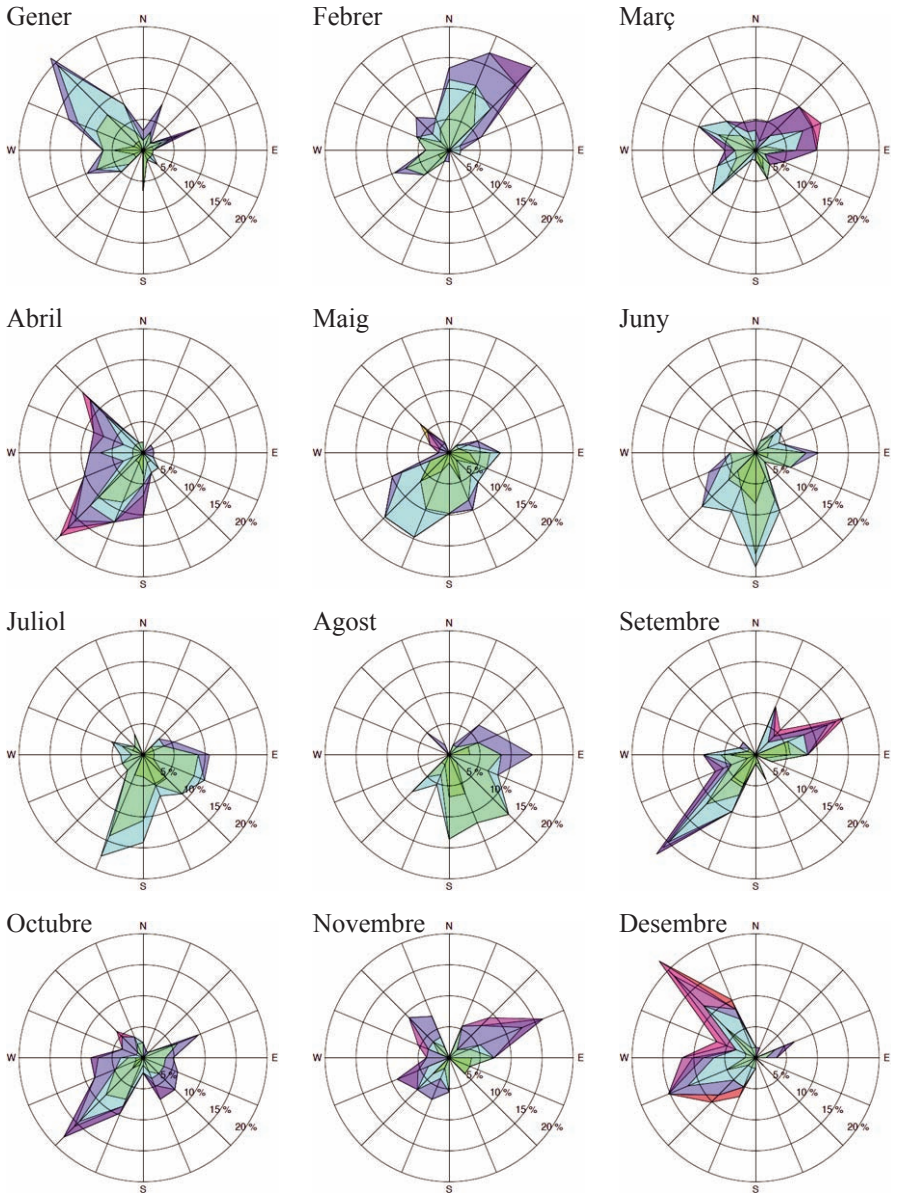 Gener Febrer Març
N N N
W E W E W E
5 % 5 % 5 %
10 % 10 % 10 %
15 % 15 % 15 %
20 % 20 % 20 %
S S S
Abril Maig Juny
N N N
W E W E W E
5 % 5 % 5 %
10 % 10 % 10 %
15 % 15 % 15 %
20 % 20 % 20 %
S S S
Juliol Agost Setembre
N N N
W E W E W E
5 % 5 % 5 %
10 % 10 % 10 %
15 % 15 % 15 %
20 % 20 % 20 %
S S S
Octubre Novembre Desembre
N N N
W E W E W E
5 % 5 % 5 %
10 % 10 % 10 %
15 % 15 % 15 %
20 % 20 % 20 %
S S S